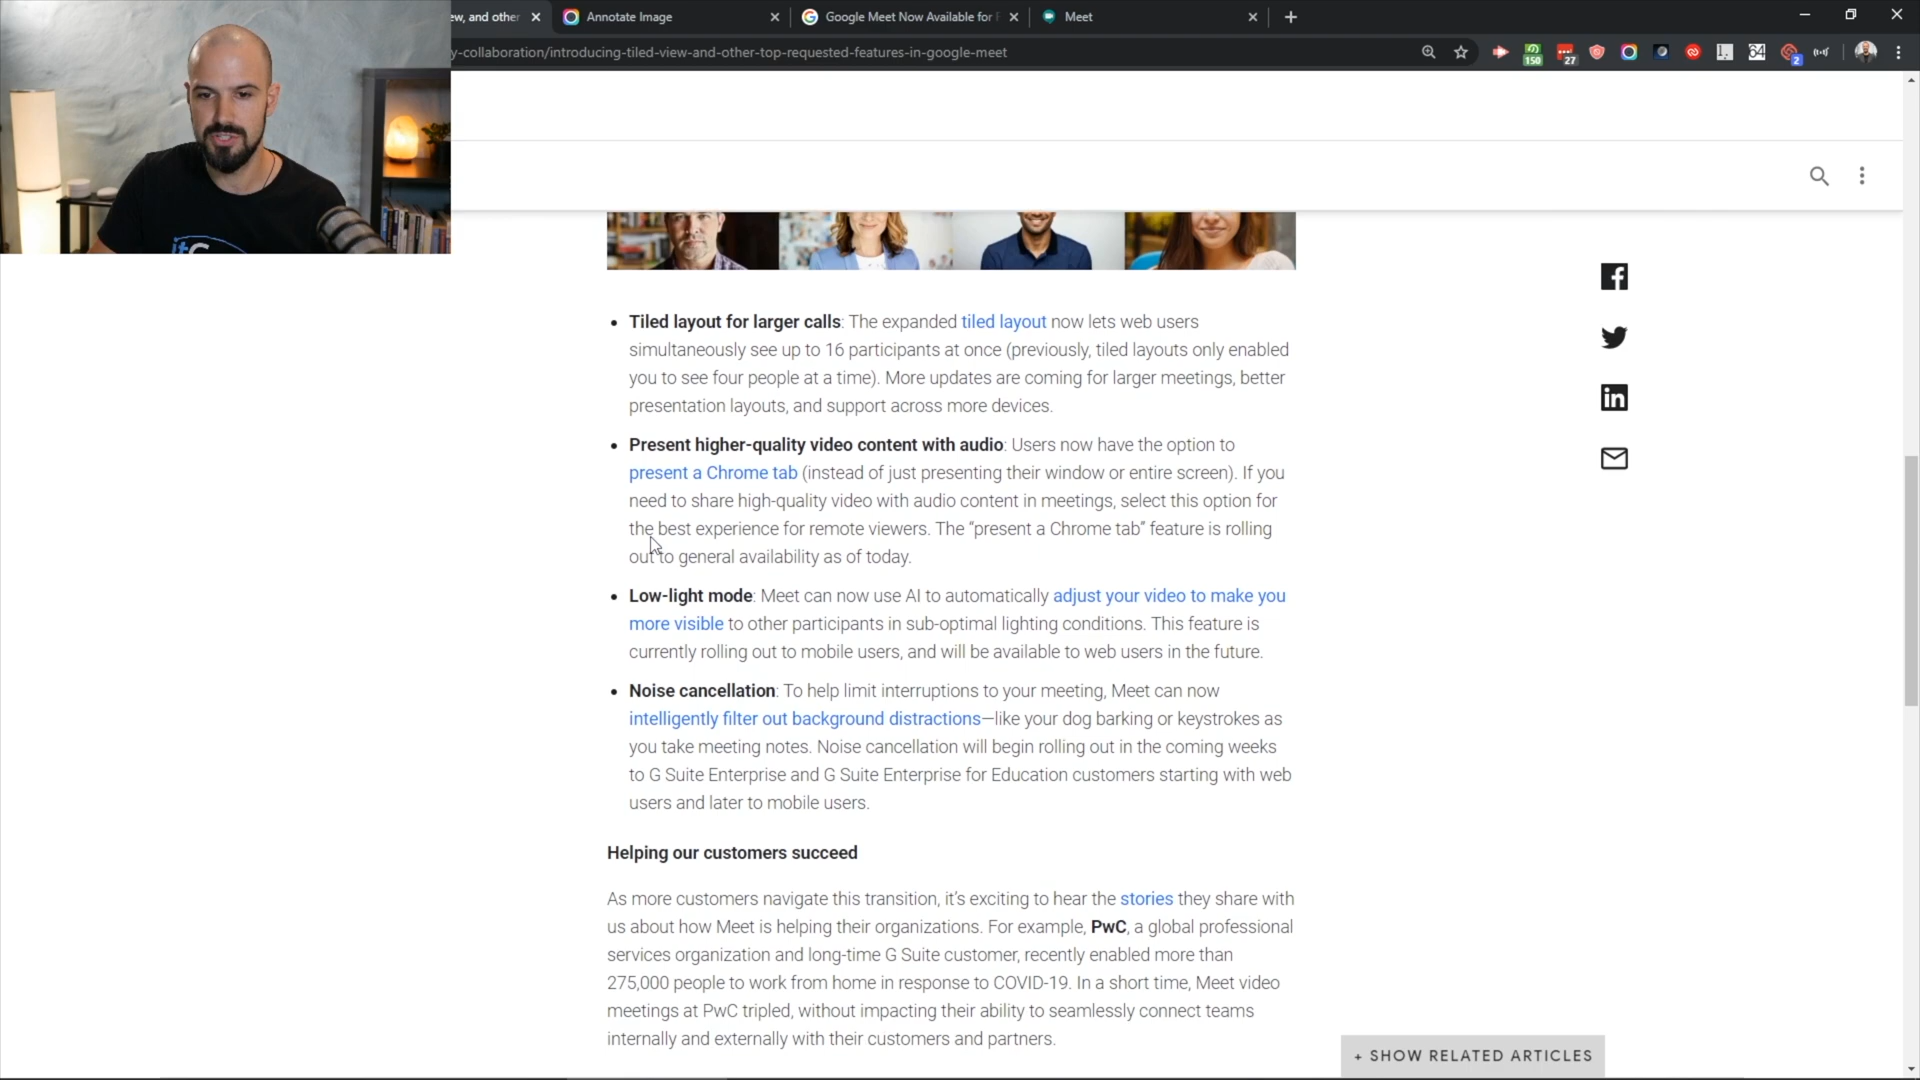 ew, and other
Annotate Image
Google Meet Now Available for F
Meet
y-collaboration/introducing-tiled-view-and-other-top-requested-features-in-google-meet
150
27
64
2
• Tiled layout for larger calls: The expanded tiled layout now lets web users
simultaneously see up to 16 participants at once (previously, tiled layouts only enabled
you to see four people at a time). More updates are coming for larger meetings, better
presentation layouts, and support across more devices.
• Present higher-quality video content with audio: Users now have the option to
present a Chrome tab (instead of just presenting their window or entire screen). If you
need to share high-quality video with audio content in meetings, select this option for
the best experience for remote viewers. The “present a Chrome tab” feature is rolling
out to general availability as of today.
• Low-light mode: Meet can now use AI to automatically adjust your video to make you
more visible to other participants in sub-optimal lighting conditions. This feature is
currently rolling out to mobile users, and will be available to web users in the future.
• Noise cancellation: To help limit interruptions to your meeting, Meet can now
intelligently filter out background distractions—like your dog barking or keystrokes as
you take meeting notes. Noise cancellation will begin rolling out in the coming weeks
to G Suite Enterprise and G Suite Enterprise for Education customers starting with web
users and later to mobile users.
Helping our customers succeed
As more customers navigate this transition, it’s exciting to hear the stories they share with
us about how Meet is helping their organizations. For example, PwC, a global professional
services organization and long-time G Suite customer, recently enabled more than
275,000 people to work from home in response to COVID-19. In a short time, Meet video
meetings at PwC tripled, without impacting their ability to seamlessly connect teams
internally and externally with their customers and partners.
+ SHOW RELATED ARTICLES